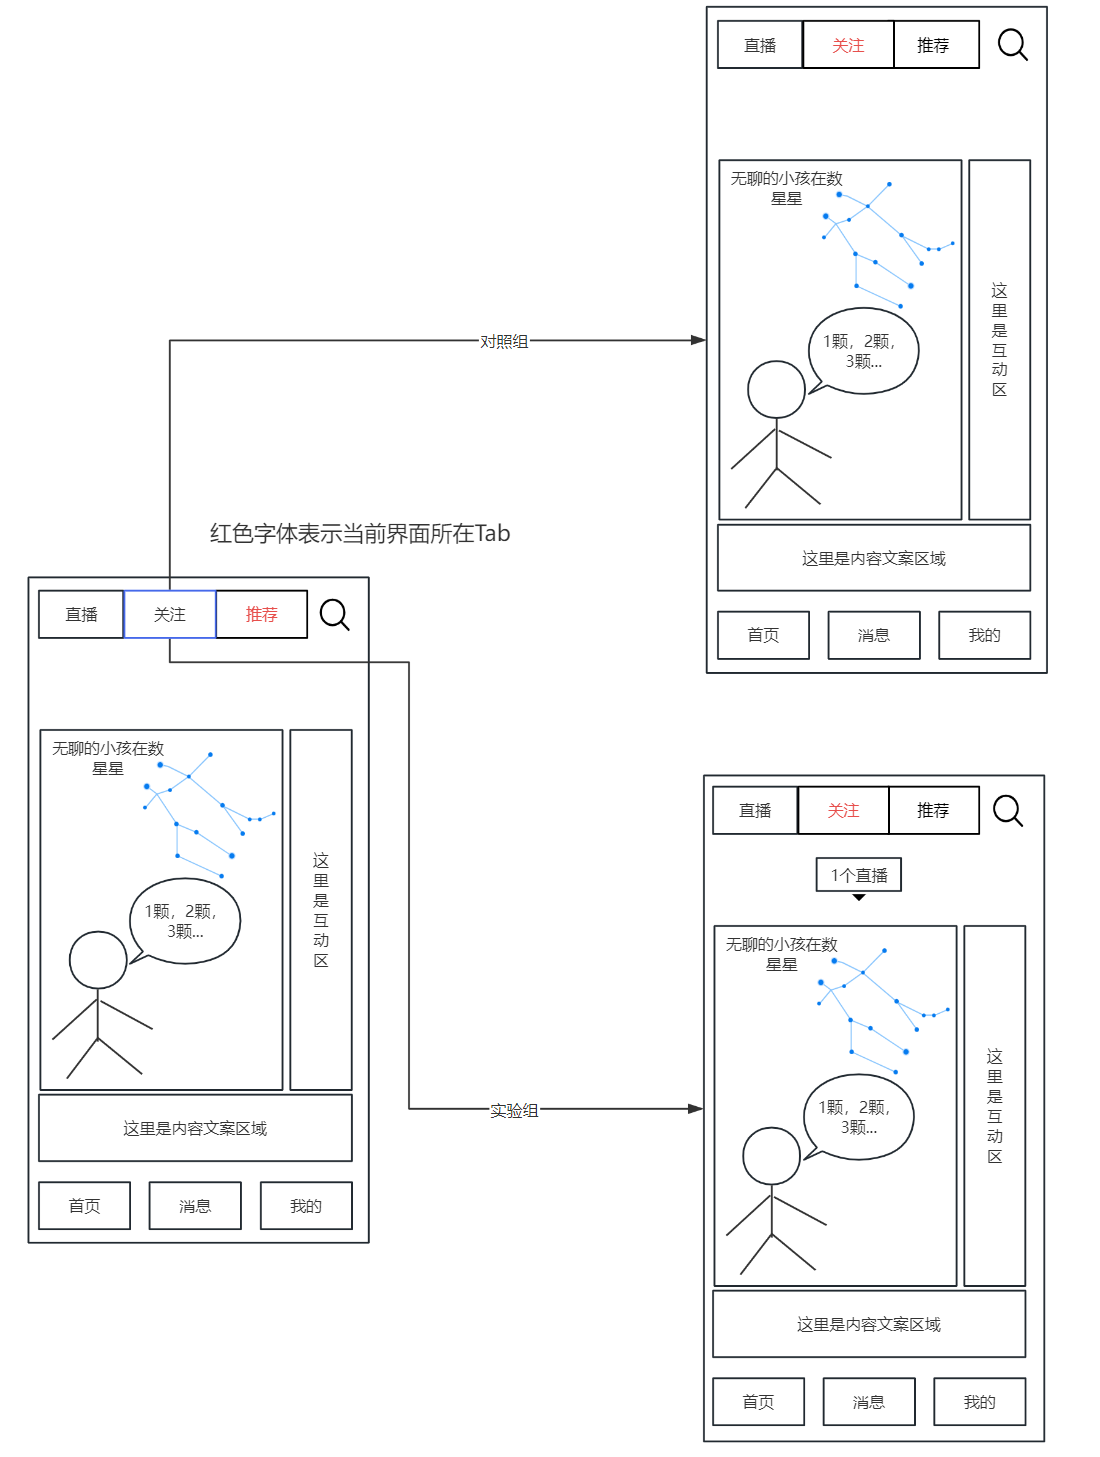 直播 关注 推荐
无聊的小孩在数
星星
1颗，2颗，
3颗...
这
里
是
互
动
区
这里是内容文案区域
首页 消息 我的
对照组
红色字体表示当前界面所在Tab
直播 关注 推荐
无聊的小孩在数
星星
1颗，2颗，
3颗...
这
里
是
互
动
区
这里是内容文案区域
首页 消息 我的
实验组
直播 关注 推荐
1个直播
无聊的小孩在数
星星
1颗，2颗，
3颗...
这
里
是
互
动
区
这里是内容文案区域
首页 消息 我的